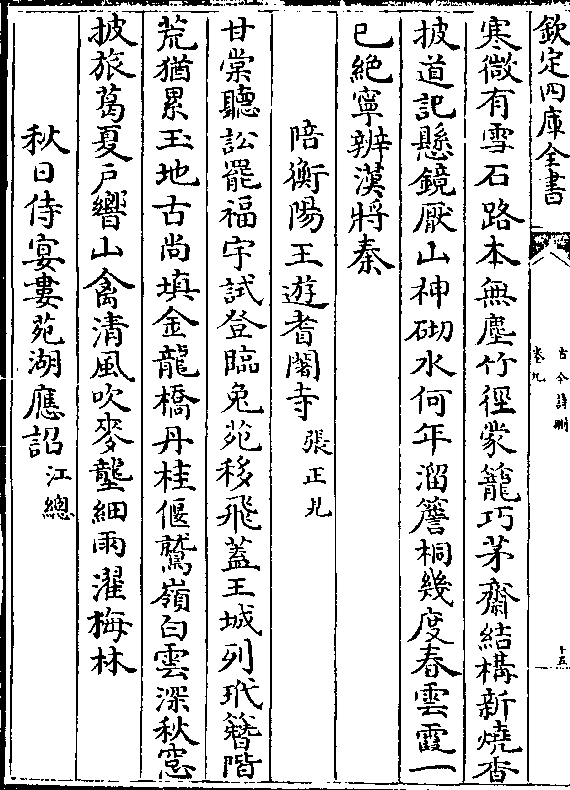 欽定四庫全書
古今詩刪
卷九
十五
寒微有雪石路本無塵竹徑蒙籠巧茅齋結構新燒香
披道記懸鏡厭山神砌水何年溜簷桐幾度春雲霞一
已絶寧辨漢將秦
陪衡陽王遊耆闍寺 張正見
甘棠聽訟罷福宇試登臨兔苑移飛蓋王城列玳簪階
荒猶累玉地古尚填金龍橋丹桂偃鷲嶺白雲深秋窓
披旅葛夏戶響山禽清風吹麥壟細雨濯梅林
秋日侍宴婁苑湖應詔 江總